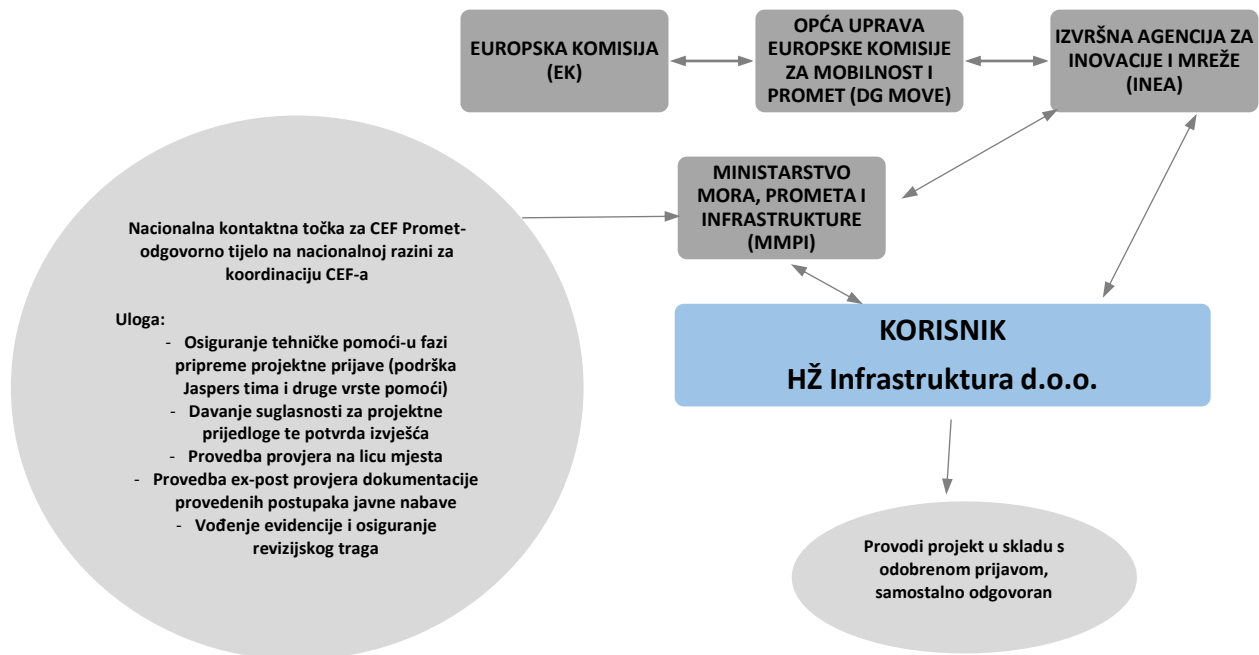 EUROPSKA KOMISIJA
(EK)
OPĆA UPRAVA
EUROPSKE KOMISIJE
ZA MOBILNOST I
PROMET (DG MOVE)
IZVRŠNA AGENCIJA ZA
INOVACIJE I MREŽE
(INEA)
MINISTARSTVO
MORA, PROMETA I
INFRASTRUKTURE
(MMPI)
Nacionalna kontaktna točka za CEF Promet-
odgovorno tijelo na nacionalnoj razini za
koordinaciju CEF-a
Uloga:
- Osiguranje tehničke pomoći-u fazi
pripreme projektne prijave (podrška
Jaspers tima i druge vrste pomoći)
- Davanje suglasnosti za projektne
prijedloge te potvrda izvješća
- Provedba provjera na licu mjesta
- Provedba ex-post provjera dokumentacije
provedenih postupaka javne nabave
- Vođenje evidencije i osiguranje
revizijskog traga
KORISNIK
HŽ Infrastruktura d.o.o.
Provodi projekt u skladu s
odobrenom prijavom,
samostalno odgovoran